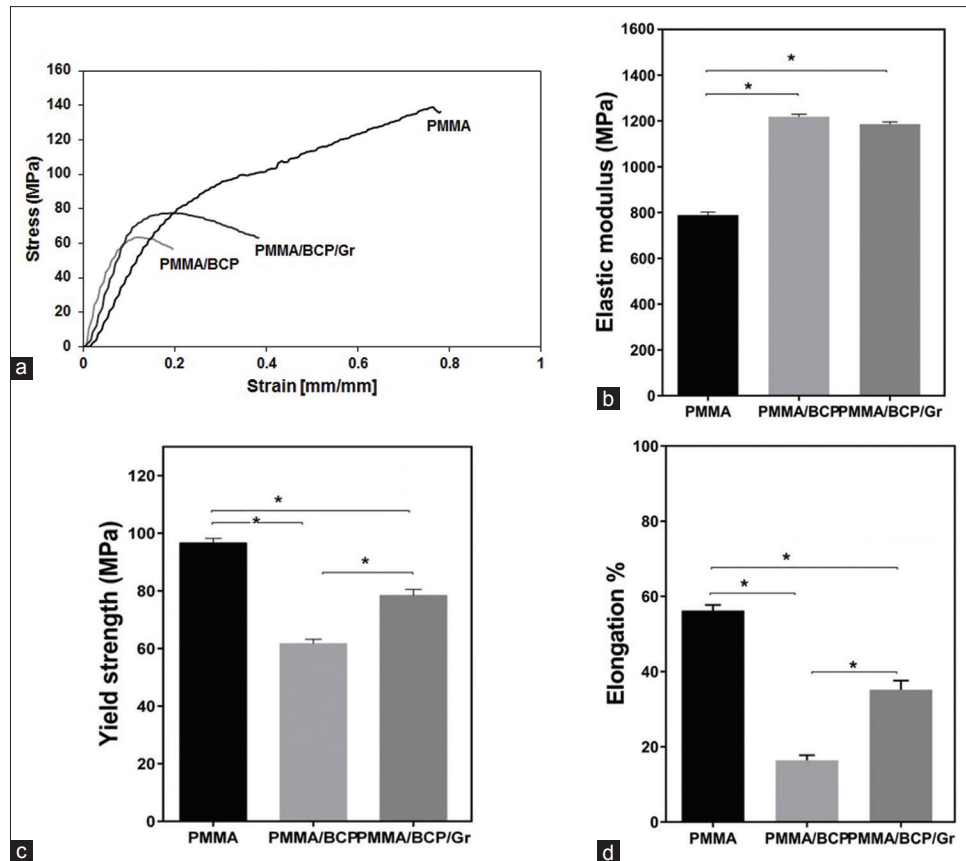 160
140
120
100
80
60
40
20
0
Stress (MPa)
PMMA
PMMA/BCP/Gr
PMMA/BCP
0
0.2
0.4
0.6
0.8
1
Strain [mm/mm]
a
1600
1400
1200
1000
800
600
400
200
0
Elastic modulus (MPa)
*
*
PMMA
PMMA/BCP
PMMA/BCP/Gr
b
120
100
80
60
40
20
0
Yield strength (MPa)
*
*
*
PMMA
PMMA/BCP
PMMA/BCP/Gr
c
100
80
60
40
20
0
Elongation %
*
*
*
PMMA
PMMA/BCP
PMMA/BCP/Gr
d